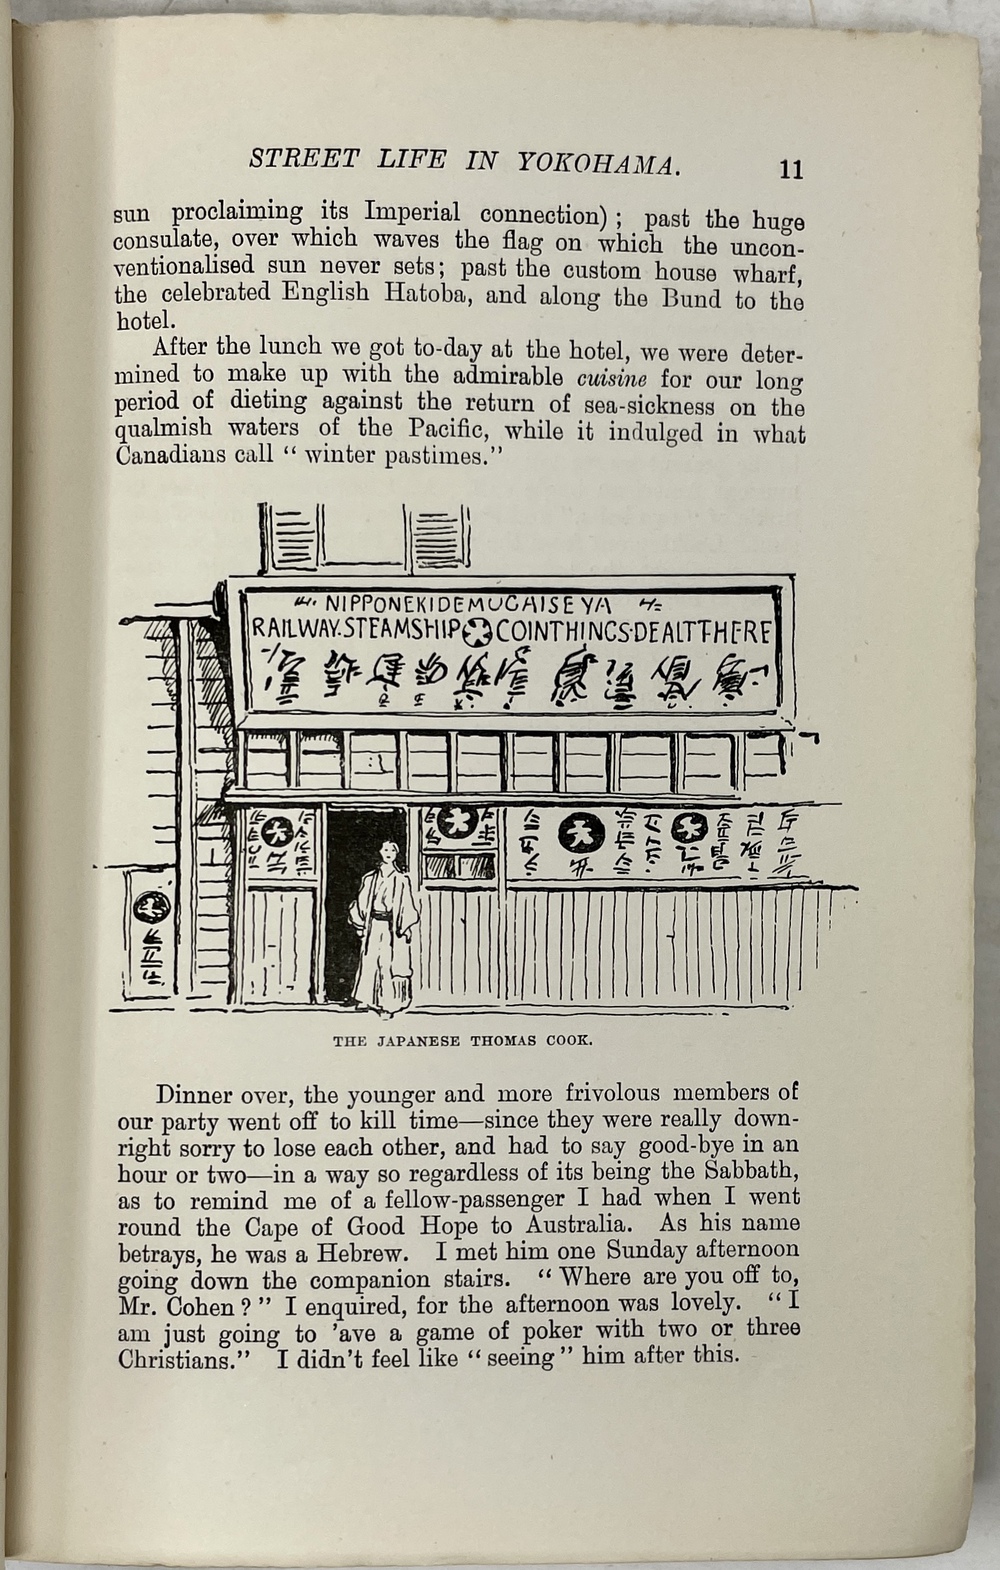 STREET LIFE IN YOKOHAMA. 11
sun proclaiming its Imperial connection) ; past the huge
consulate, over which waves the flag on which the uncon-
ventionalised sun never sets; past the custom house wharf,
the celebrated English Hatoba, and along the Bund to the
hotel.
After the lunch we got to-day at the hotel, we were deter-
mined to make up with the admirable cuisine for our long
period of dieting against the return of sea-sickness on the
qualmish waters of the Pacific, while it indulged in what
Canadians call “ winter pastimes.”
NIPPONEKIDEMUCAISE YA
RAILWAY.STEAMSHIP COINTHINCS·DEALTTHERE
THE JAPANESE THOMAS COOK.
Dinner over, the younger and more frivolous members of
our party went off to kill time—since they were really down-
right sorry to lose each other, and had to say good-bye in an
hour or two—in a way so regardless of its being the Sabbath,
as to remind me of a fellow-passenger I had when I went
round the Cape of Good Hope to Australia. As his name
betrays, he was a Hebrew. I met him one Sunday afternoon
going down the companion stairs. “ Where are you off to,
Mr. Cohen ? ” I enquired, for the afternoon was lovely. “ I
am just going to ’ave a game of poker with two or three
Christians.” I didn’t feel like “ seeing ” him after this.